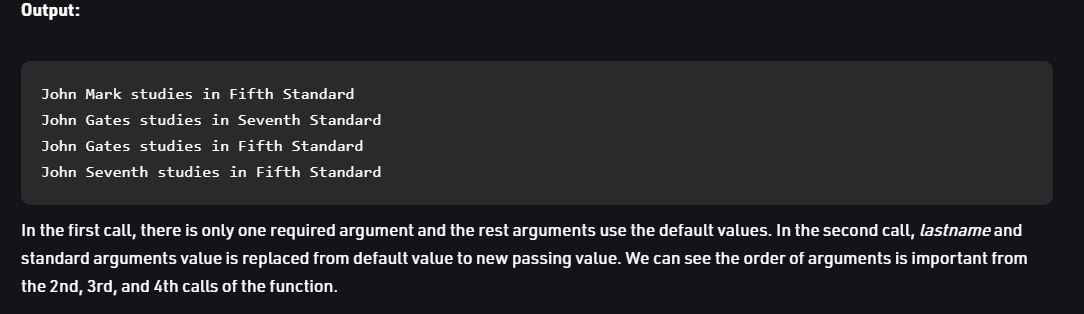 Output:
John Mark studies in Fifth Standard
John Gates studies in Seventh Standard
John Gates studies in Fifth Standard
John Seventh studies in Fifth Standard
In the first call, there is only one required argument and the rest arguments use the default values. In the second call, lastname and
standard arguments value is replaced from default value to new passing value. We can see the order of arguments is important from
the 2nd, 3rd, and 4th calls of the function.